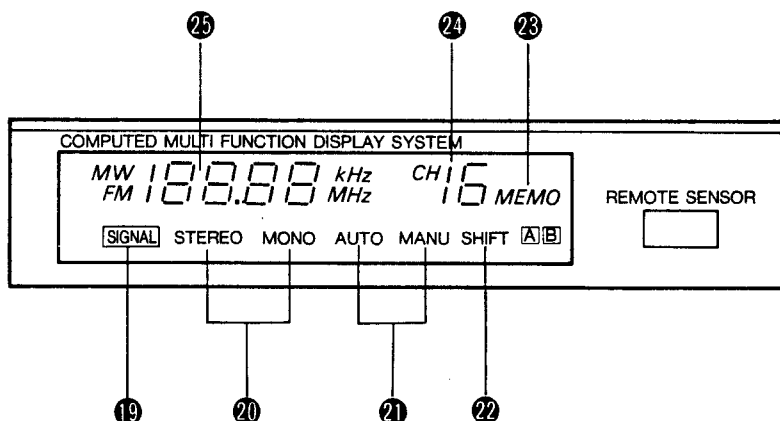 25 24 23
COMPUTED MULTI FUNCTION DISPLAY SYSTEM
MW 188.88 kHz CH 16 MEMO
FM MHz
REMOTE SENSOR
SIGNAL STEREO MONO AUTO MANU SHIFT A B
19 20 21 22